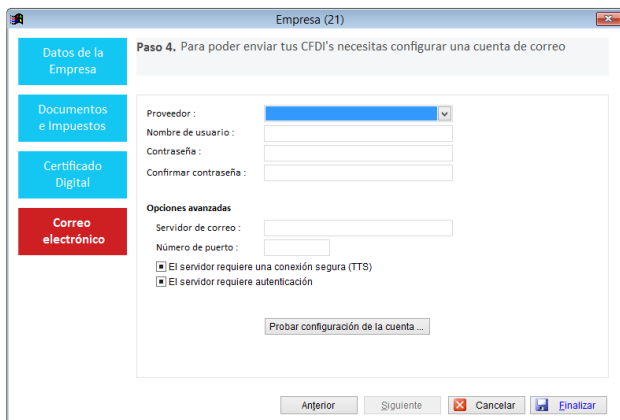 Empresa (21)
Datos de la
Empresa
Documentos
e Impuestos
Certificado
Digital
Correo
electrónico
Paso 4. Para poder enviar tus CFDI's necesitas configurar una cuenta de correo
Proveedor :
Nombre de usuario :
Contraseña :
Confirmar contraseña :
Opciones avanzadas
Servidor de correo :
Número de puerto :
El servidor requiere una conexión segura (TTS)
El servidor requiere autenticación
Probar configuración de la cuenta ...
Anterior
Siguiente
Cancelar
Finalizar